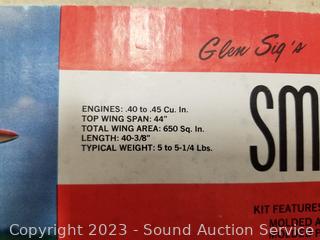 Glen Sig's
ENGINES: .40 to .45 Cu. In.
TOP WING SPAN: 44"
TOTAL WING AREA: 650 Sq. In.
LENGTH: 40-3/8"
TYPICAL WEIGHT: 5 to 5-1/4 Lbs.
SM
KIT FEATURES
MOLDED A
Copyright 2023 - Sound Auction Service